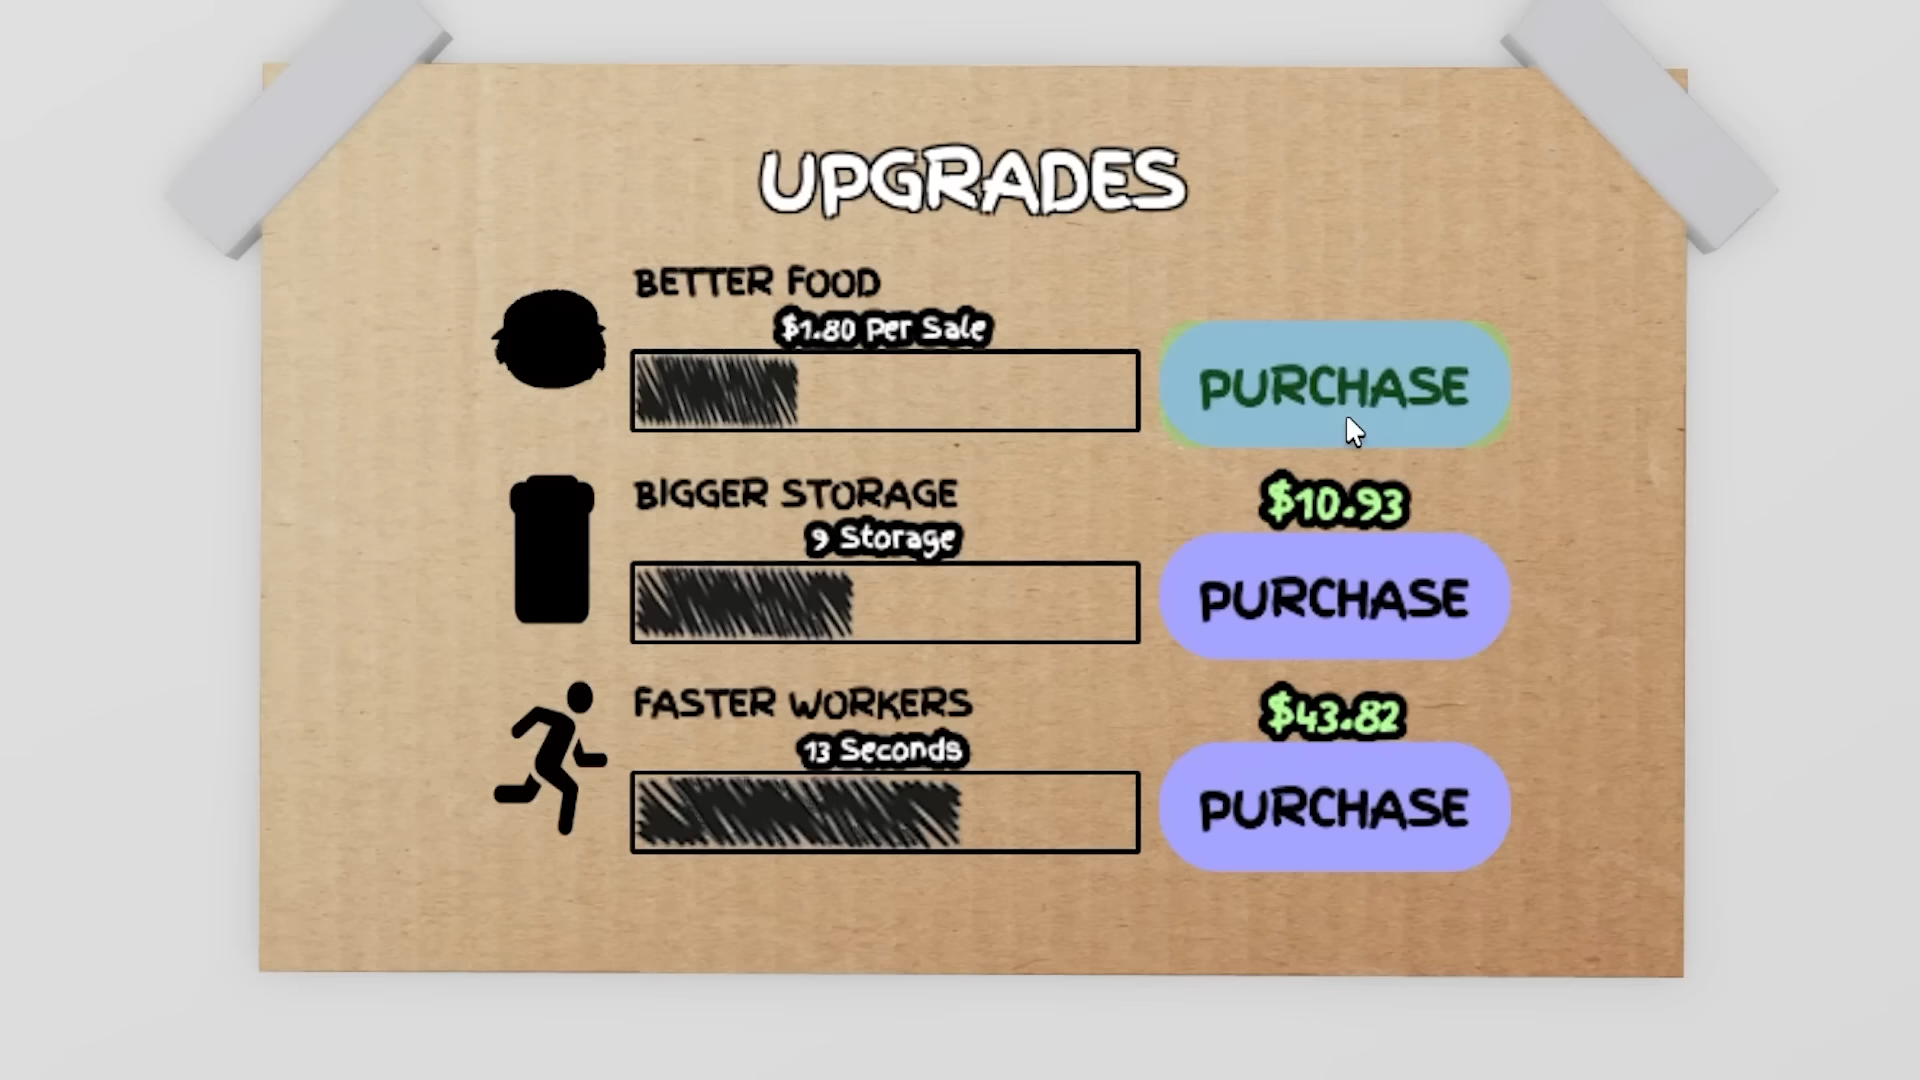 UPGRADES
BETTER FOOD
$1.80 Per Sale
PURCHASE
BIGGER STORAGE
9 Storage
$10.93
PURCHASE
FASTER WORKERS
13 Seconds
$43.82
PURCHASE